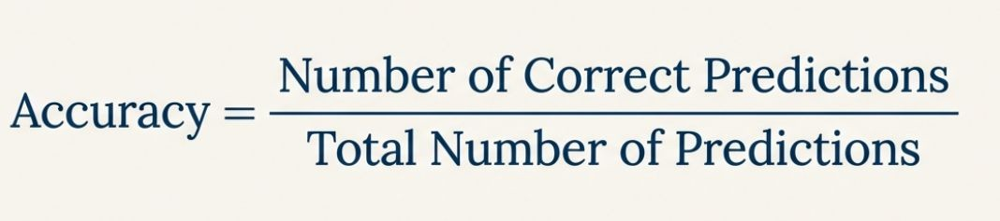 Accuracy = Number of Correct Predictions
Total Number of Predictions